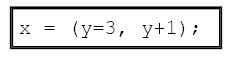 x = (y=3, y+1);